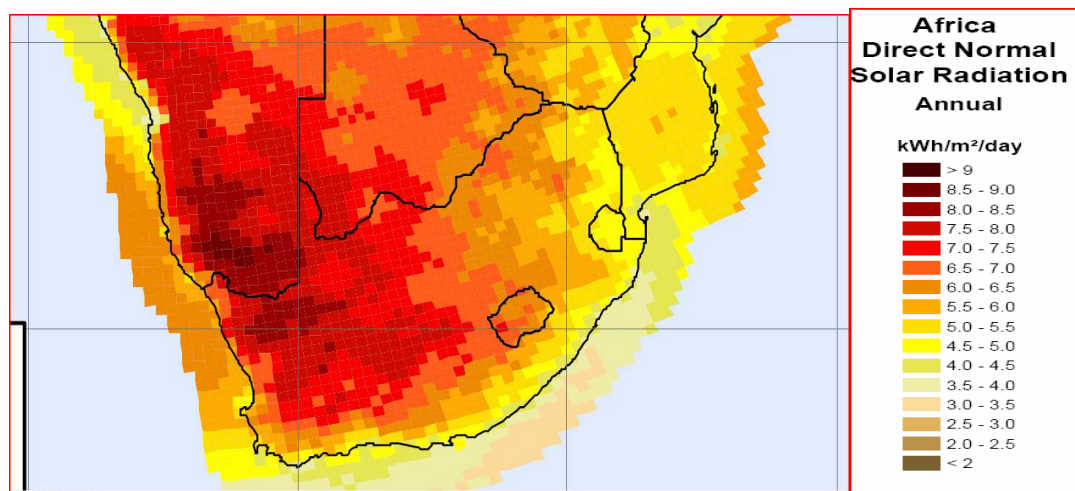 Africa
Direct Normal
Solar Radiation
Annual
kWh/m²/day
> 9
8.5 - 9.0
8.0 - 8.5
7.5 - 8.0
7.0 - 7.5
6.5 - 7.0
6.0 - 6.5
5.5 - 6.0
5.0 - 5.5
4.5 - 5.0
4.0 - 4.5
3.5 - 4.0
3.0 - 3.5
2.5 - 3.0
2.0 - 2.5
< 2